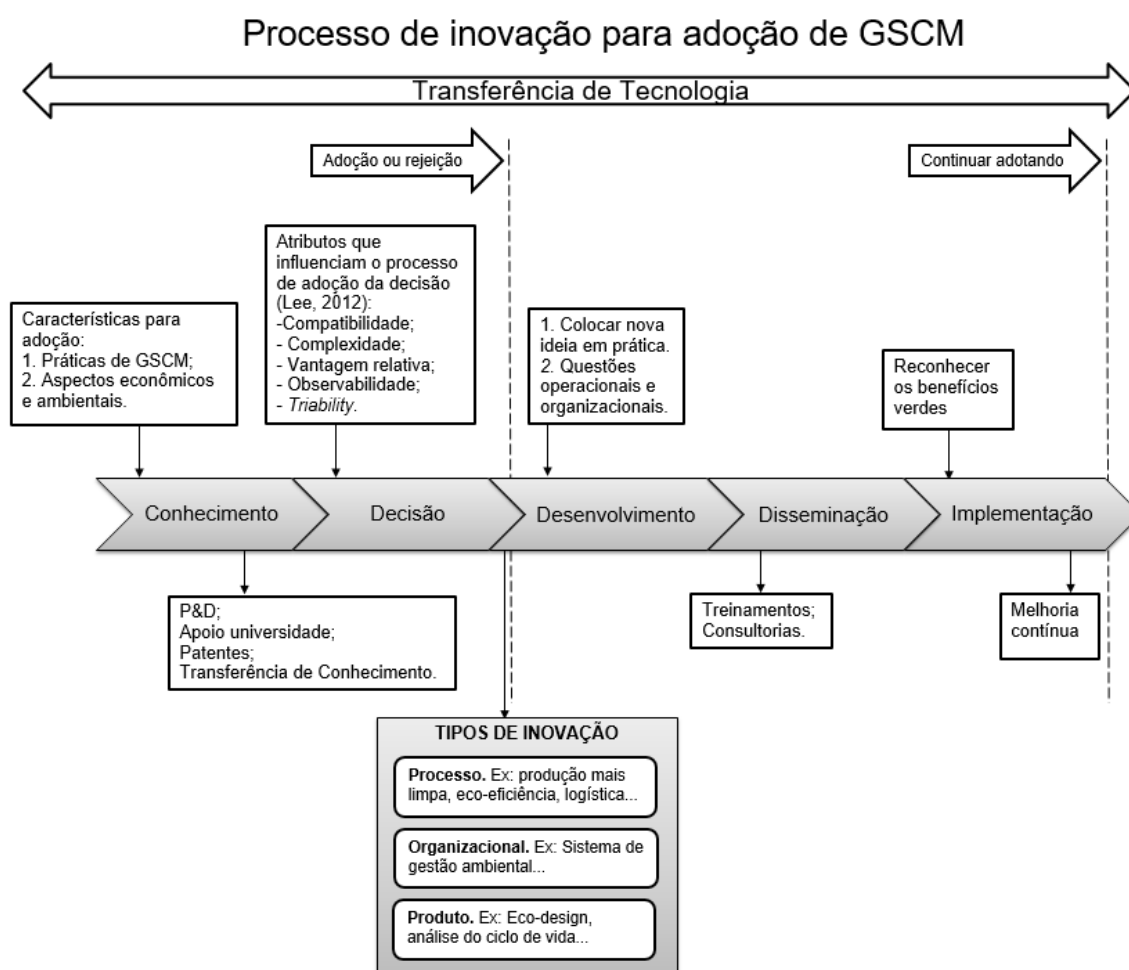 Processo de inovação para adoção de GSCM
Transferência de Tecnologia
Adoção ou rejeição
Continuar adotando
Características para
adoção:
1. Práticas de GSCM;
2. Aspectos econômicos
e ambientais.
Atributos que
influenciam o processo
de adoção da decisão
(Lee, 2012):
-Compatibilidade;
- Complexidade;
- Vantagem relativa;
- Observabilidade;
- Triability.
1. Colocar nova
ideia em prática.
2. Questões
operacionais e
organizacionais.
Reconhecer
os benefícios
verdes
Conhecimento
Decisão
Desenvolvimento
Disseminação
Implementação
P&D;
Apoio universidade;
Patentes;
Transferência de Conhecimento.
Treinamentos;
Consultorias.
Melhoria
contínua
TIPOS DE INOVAÇÃO
Processo. Ex: produção mais
limpa, eco-eficiência, logística...
Organizacional. Ex: Sistema de
gestão ambiental...
Produto. Ex: Eco-design,
análise do ciclo de vida...